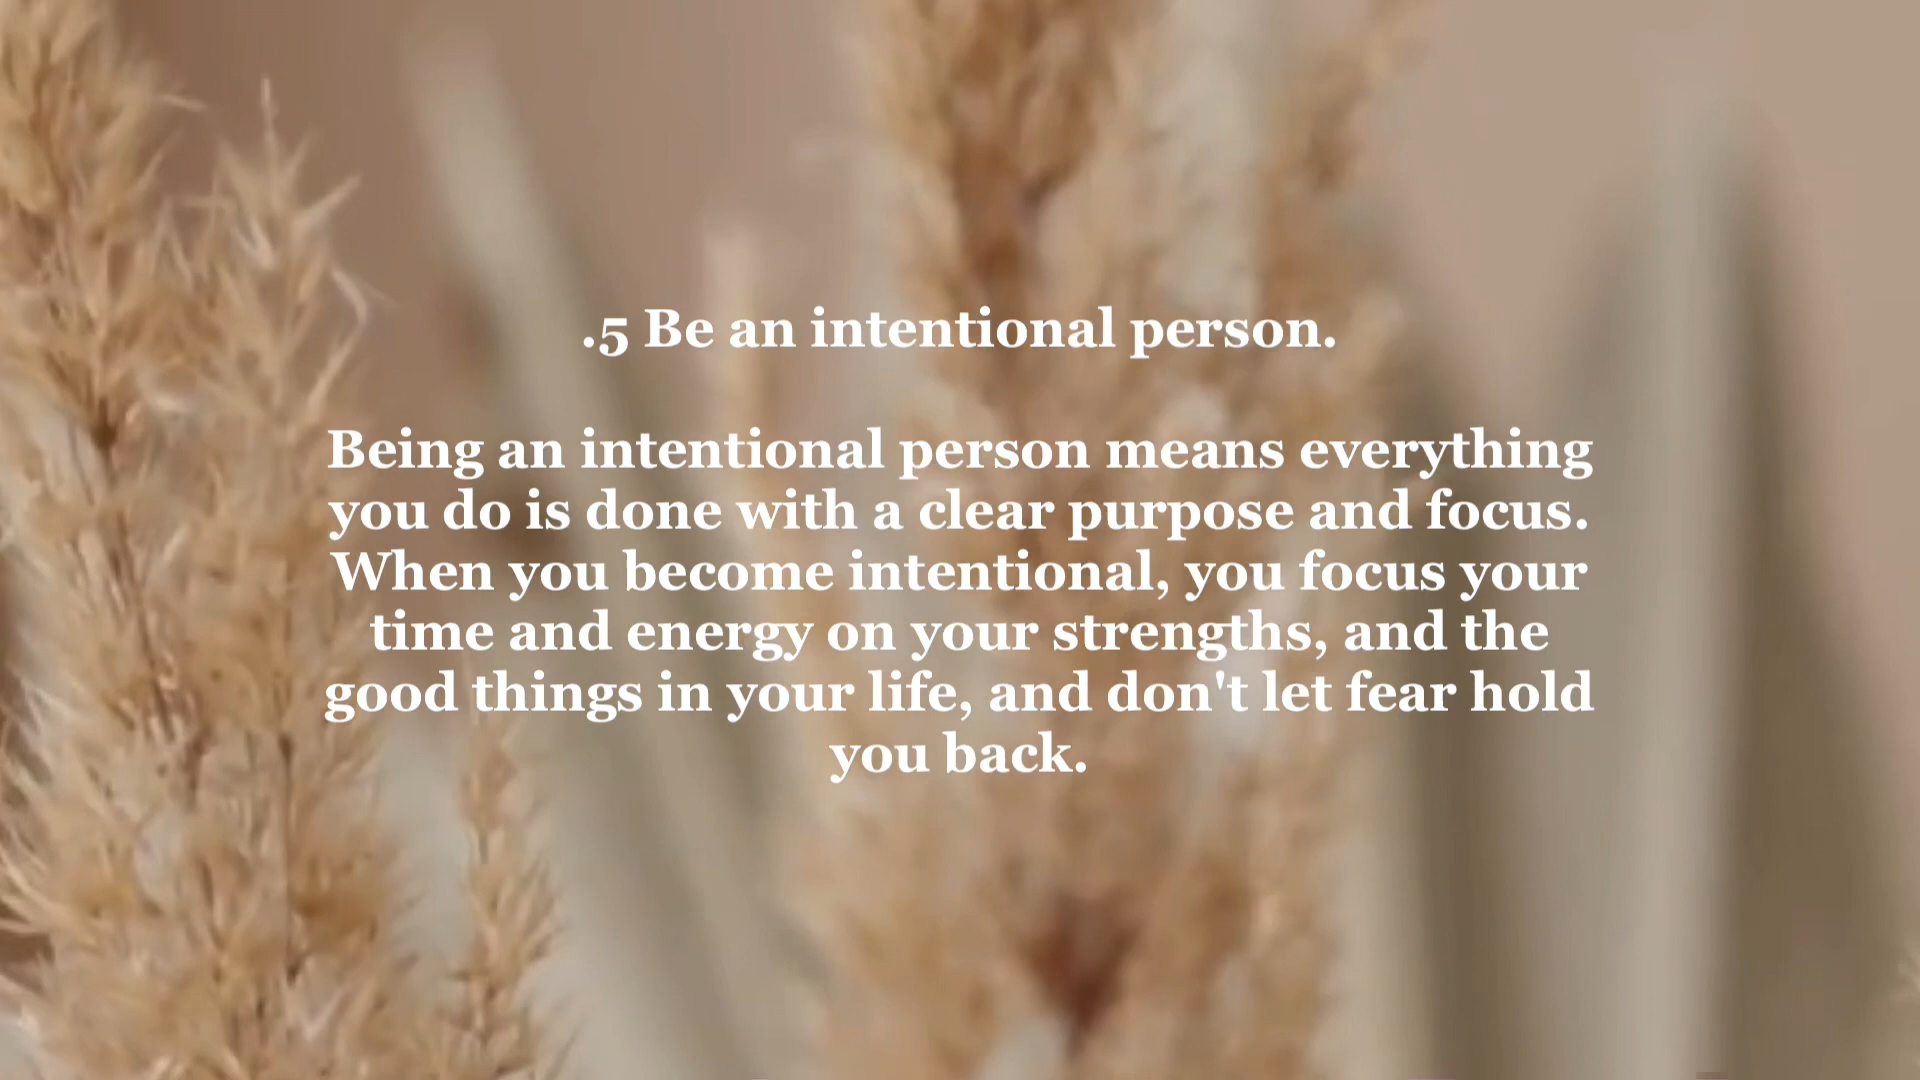 .5 Be an intentional person.
Being an intentional person means everything
you do is done with a clear purpose and focus.
When you become intentional, you focus your
time and energy on your strengths, and the
good things in your life, and don't let fear hold
you back.